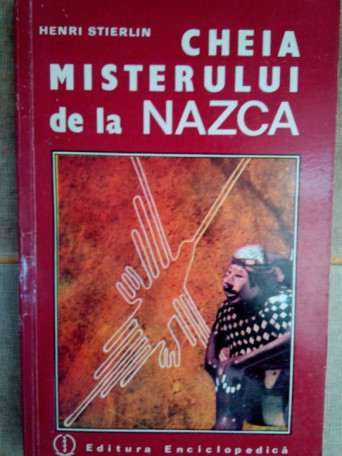 HENRI STIERLIN
CHEIA
MISTERULUI
de la NAZCA
Editura Enciclopedică